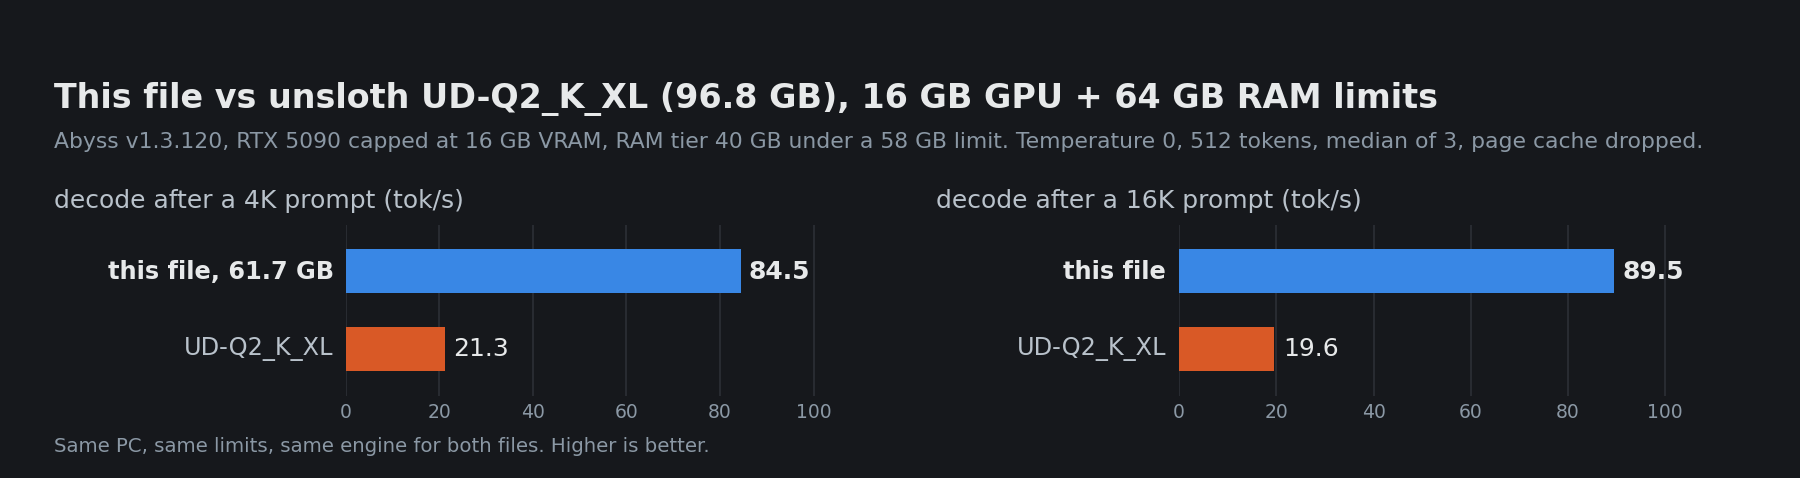 This file vs unsloth UD-Q2_K_XL (96.8 GB), 16 GB GPU + 64 GB RAM limits
Abyss v1.3.120, RTX 5090 capped at 16 GB VRAM, RAM tier 40 GB under a 58 GB limit. Temperature 0, 512 tokens, median of 3, page cache dropped.
decode after a 4K prompt (tok/s)
this file, 61.7 GB 84.5
UD-Q2_K_XL 21.3
0 20 40 60 80 100
decode after a 16K prompt (tok/s)
this file 89.5
UD-Q2_K_XL 19.6
0 20 40 60 80 100
Same PC, same limits, same engine for both files. Higher is better.